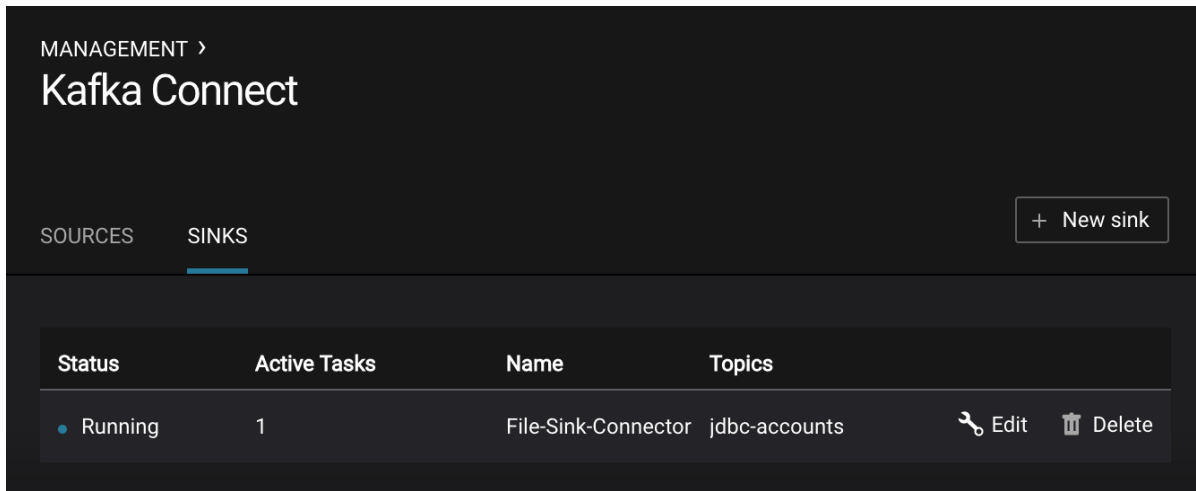 MANAGEMENT ›
Kafka Connect
SOURCES SINKS
+ New sink
Status Active Tasks Name Topics
Running 1 File-Sink-Connector jdbc-accounts Edit Delete